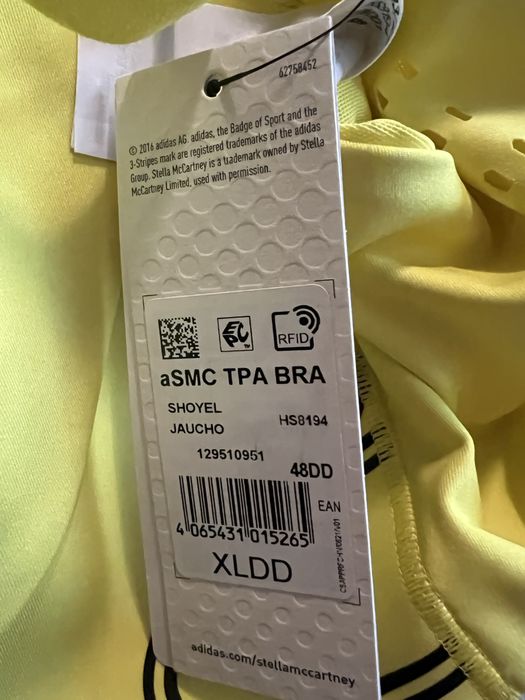 62758452
© 2016 adidas AG. adidas, the Badge of Sport and the
3-Stripes mark are registered trademarks of the adidas
Group. Stella McCartney is a trademark owned by Stella
McCartney Limited, used with permission.
EPC
TM
RFID
aSMC TPA BRA
SHOYEL
JAUCHO
HS8194
129510951
48DD
EAN
4 065431 015265
XLDD
adidas.com/stellamccartney